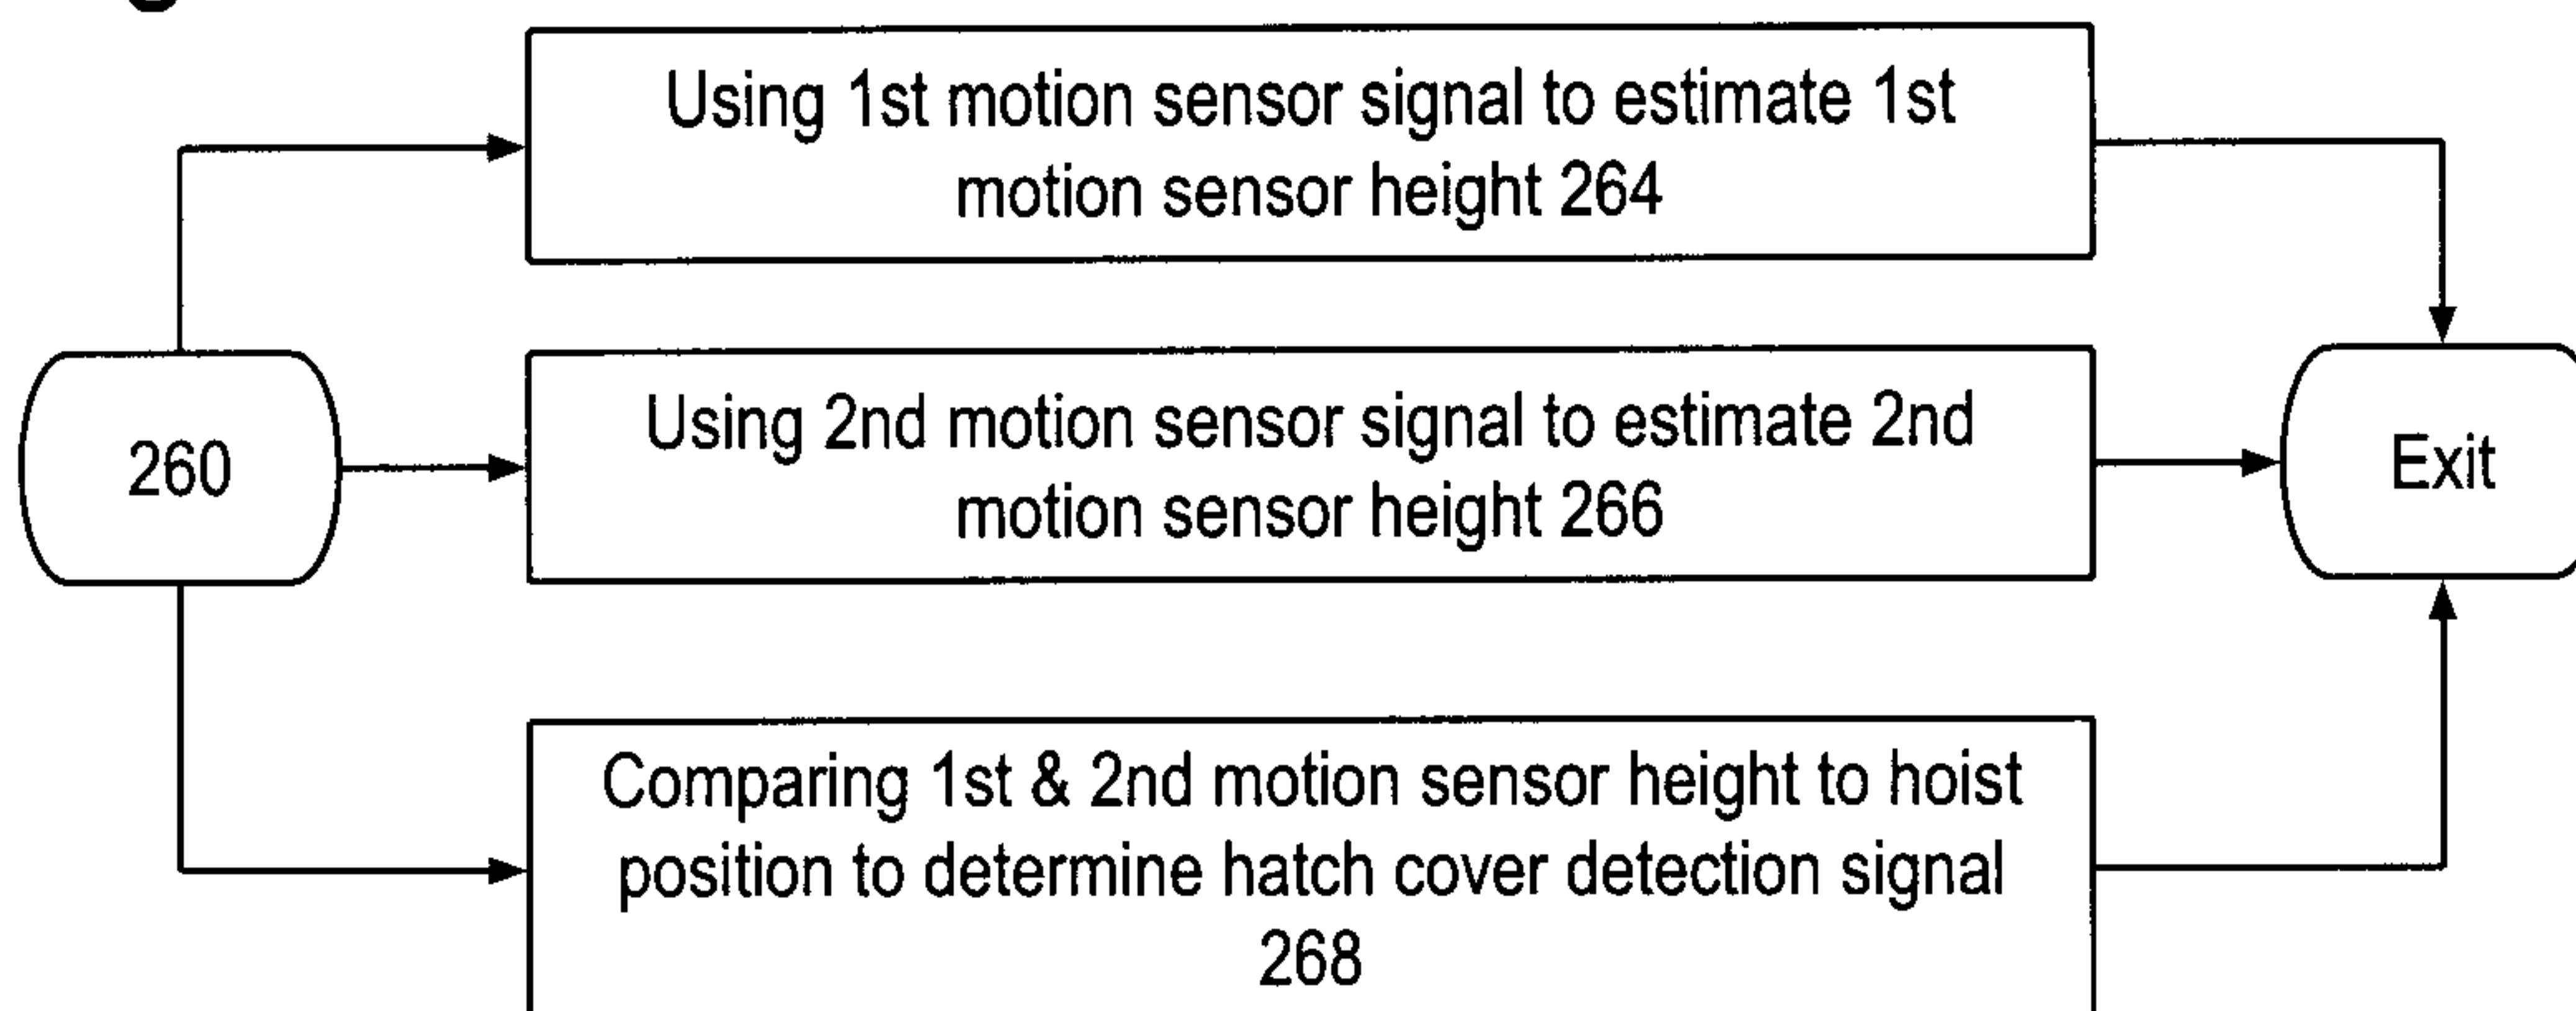 Using 1st motion sensor signal to estimate 1st
motion sensor height 264
260
Using 2nd motion sensor signal to estimate 2nd
motion sensor height 266
Exit
Comparing 1st & 2nd motion sensor height to hoist
position to determine hatch cover detection signal
268